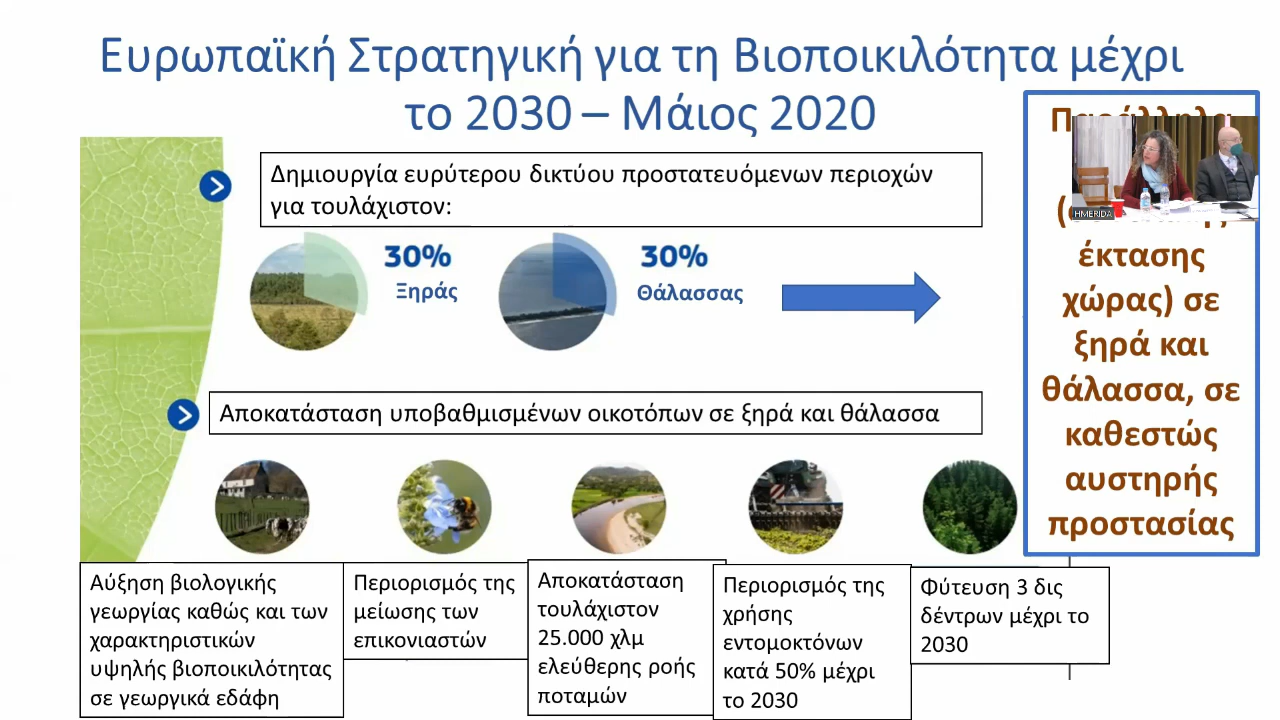 Ευρωπαϊκή Στρατηγική για τη Βιοποικιλότητα μέχρι
το 2030 – Μάιος 2020
Δημιουργία ευρύτερου δικτύου προστατευόμενων περιοχών
για τουλάχιστον:
30%
Ξηράς
30%
Θάλασσας
HMERIDA
έκτασης
χώρας) σε
ξηρά και
θάλασσα, σε
καθεστώς
αυστηρής
προστασίας
Αποκατάσταση υποβαθμισμένων οικοτόπων σε ξηρά και θάλασσα
Αύξηση βιολογικής
γεωργίας καθώς και των
χαρακτηριστικών
υψηλής βιοποικιλότητας
σε γεωργικά εδάφη
Περιορισμός της
μείωσης των
επικονιαστών
Αποκατάσταση
τουλάχιστον
25.000 χλμ
ελεύθερης ροής
ποταμών
Περιορισμός της
χρήσης
εντομοκτόνων
κατά 50% μέχρι
το 2030
Φύτευση 3 δις
δέντρων μέχρι το
2030